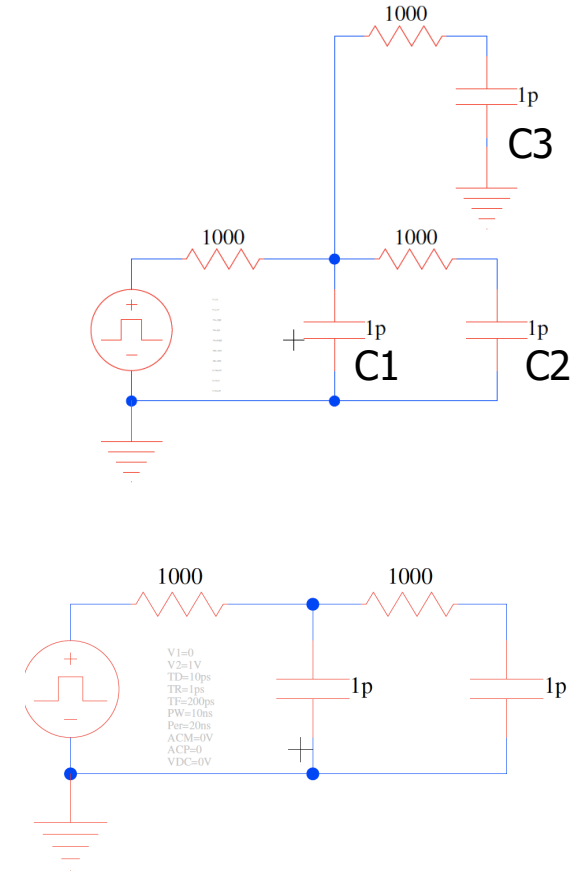 1000
1p
C3
1000
1000
1p
1p
C1
C2
1000
1000
V1=0
V2=1V
TD=10ps
TR=1ps
TF=200ps
PW=10ns
Per=20ns
ACM=0V
ACP=0
VDC=0V
1p
1p